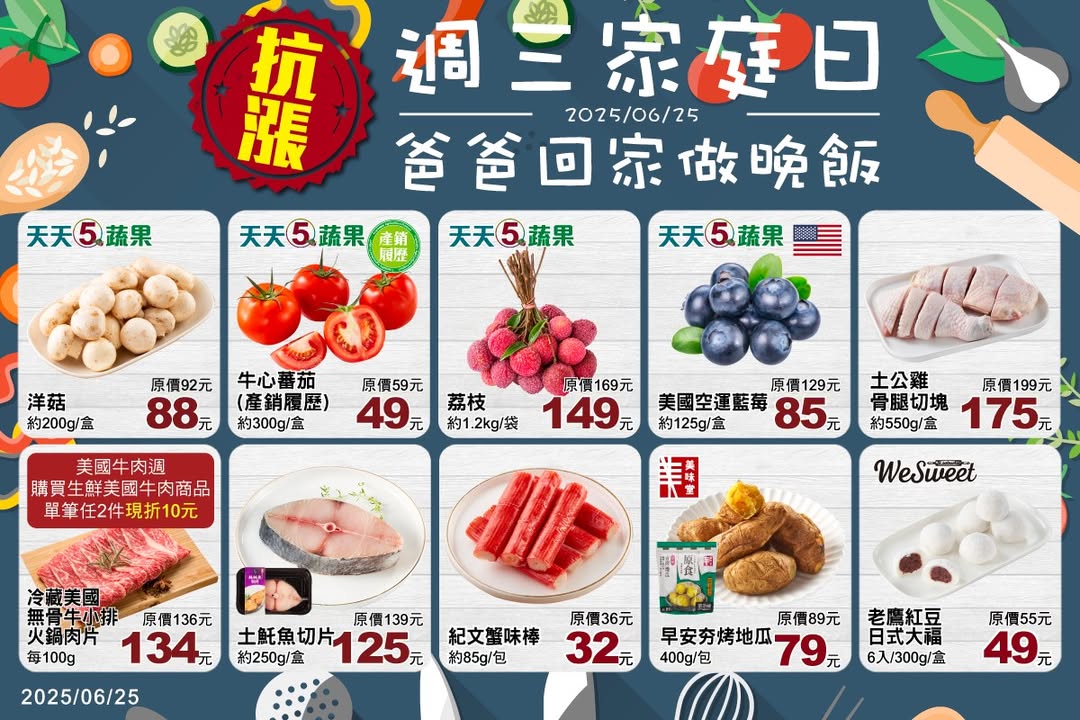 抗
漲
週三家庭日
2025/06/25
爸爸回家做晚飯
天天5蔬果
洋菇
約200g/盒
原價92元
88元
天天5蔬果
產銷
履歷
牛心蕃茄
(產銷履歷)
約300g/盒
原價59元
49元
天天5蔬果
荔枝
約1.2kg/袋
原價169元
149元
天天5蔬果
美國空運藍莓
約125g/盒
原價129元
85元
土公雞
骨腿切塊
約550g/盒
原價199元
175元
美國牛肉週
購買生鮮美國牛肉商品
單筆任2件現折10元
冷藏美國
無骨牛小排
火鍋肉片
每100g
原價136元
134元
土魠魚切片
約250g/盒
原價139元
125元
紀文蟹味棒
約85g/包
原價36元
32元
美味堂
原食
早安夯烤地瓜
400g/包
原價89元
79元
WeSweet
老鷹紅豆
日式大福
6入/300g/盒
原價55元
49元
2025/06/25